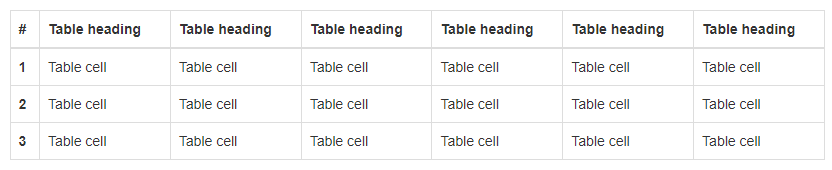 # Table heading Table heading Table heading Table heading Table heading Table heading
1 Table cell Table cell Table cell Table cell Table cell Table cell
2 Table cell Table cell Table cell Table cell Table cell Table cell
3 Table cell Table cell Table cell Table cell Table cell Table cell